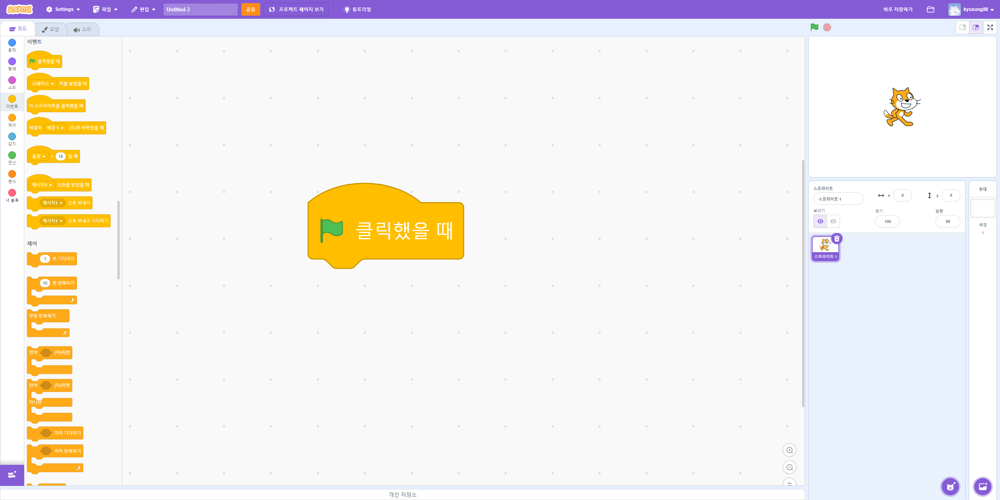 SCRATCH
Settings
파일
편집
Untitled-3
공유
프로젝트 페이지 보기
튜토리얼
바로 저장하기
kyusung88
코드
모양
소리
동작
형태
소리
이벤트
제어
감지
연산
변수
내 블록
이벤트
클릭했을 때
스페이스 키를 눌렀을 때
이 스프라이트를 클릭했을 때
배경이 배경 1 (으)로 바뀌었을 때
음량 > 10 일 때
메시지1 신호를 받았을 때
메시지1 신호 보내기
메시지1 신호 보내고 기다리기
제어
1 초 기다리기
10 번 반복하기
무한 반복하기
만약 (이)라면
만약 (이)라면
아니면
까지 기다리기
까지 반복하기
클릭했을 때
개인 저장소
스프라이트
스프라이트 1
x 0
y 0
보이기
크기
100
방향
90
스프라이트 1
무대
배경
1